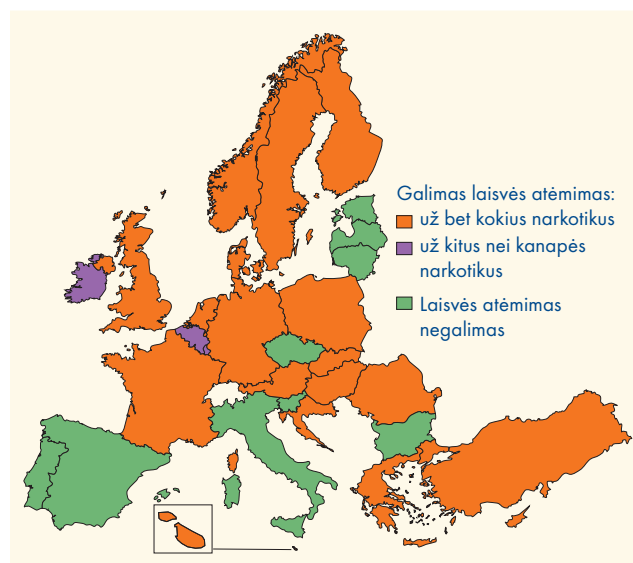 Galimas laisvės atėmimas:
už bet kokius narkotikus
už kitus nei kanapės
narkotikus
Laisvės atėmimas
negalimas